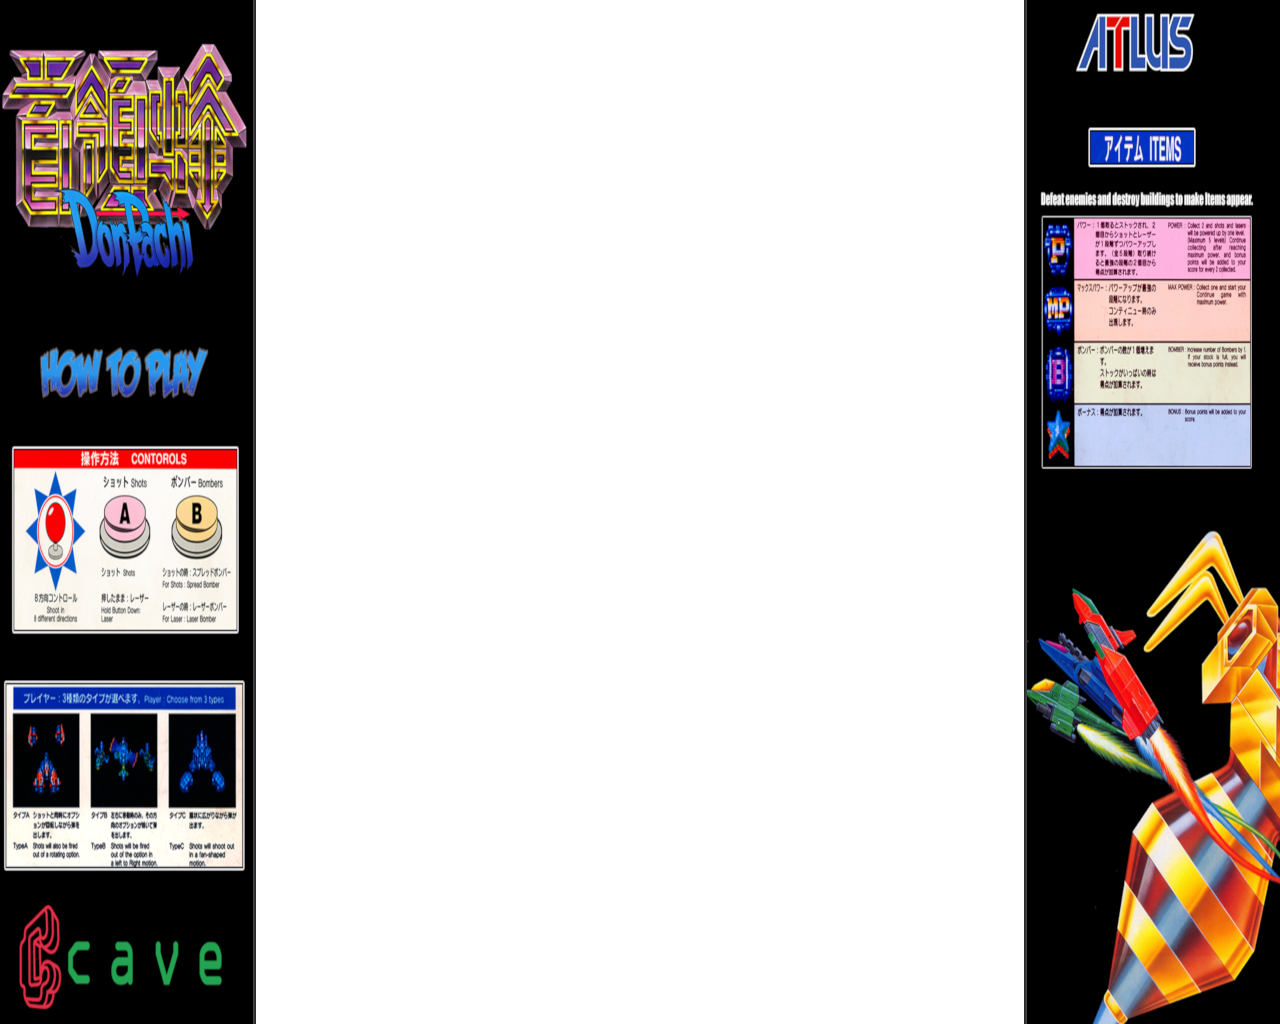 首領蜂
DonPachi
HOW TO PLAY
操作方法 CONTOROLS
ショット Shots
ボンバー Bombers
A
B
8方向コントロール
Shoot in
8 different directions
ショット Shots
押したまま：レーザー
Hold Button Down:
Laser
ショットの時：スプレッドボンバー
For Shots : Spread Bomber
レーザーの時：レーザーボンバー
For Laser : Laser Bomber
プレイヤー：3種類のタイプが選べます。Player : Choose from 3 types
タイプA ショットと同時にオプシ
ョンが回転しながら弾を
出します。
TypeA Shots will also be fired
out of a rotating option.
タイプB 左右に移動時のみ、その方
向のオプションが傾いて弾
を出します。
TypeB Shots will be fired
out of the option in
a left to Right motion.
タイプC 扇状に広がりながら弾が
出ます。
TypeC Shots will shoot out
in a fan-shaped
motion.
cave
ATLUS
アイテム ITEMS
Defeat enemies and destroy buildings to make Items appear.
P
パワー：1個取るとストックされ、2
個目からショットとレーザー
が1段階ずつパワーアップし
ます。（全5段階）取り続け
ると最強の段階の2個目から
得点が加算されます。
POWER : Collect 2 and shots and lasers
will be powered up by one level.
(Maximum 5 levels) Continue
collecting after reaching
maximum power, and bonus
points will be added to your
score for every 2 collected.
MP
マックスパワー：パワーアップが最強の
段階になります。
コンティニュー時のみ
出現します。
MAX POWER : Collect one and start your
Continue game with
maximum power.
B
ボンバー：ボンバーの数が1個増えま
す。
ストックがいっぱいの時は
得点が加算されます。
BOMBER : Increase number of Bombers by 1.
If your stock is full, you will
receive bonus points instead.
ボーナス：得点が加算されます。
BONUS : Bonus points will be added to your
score.